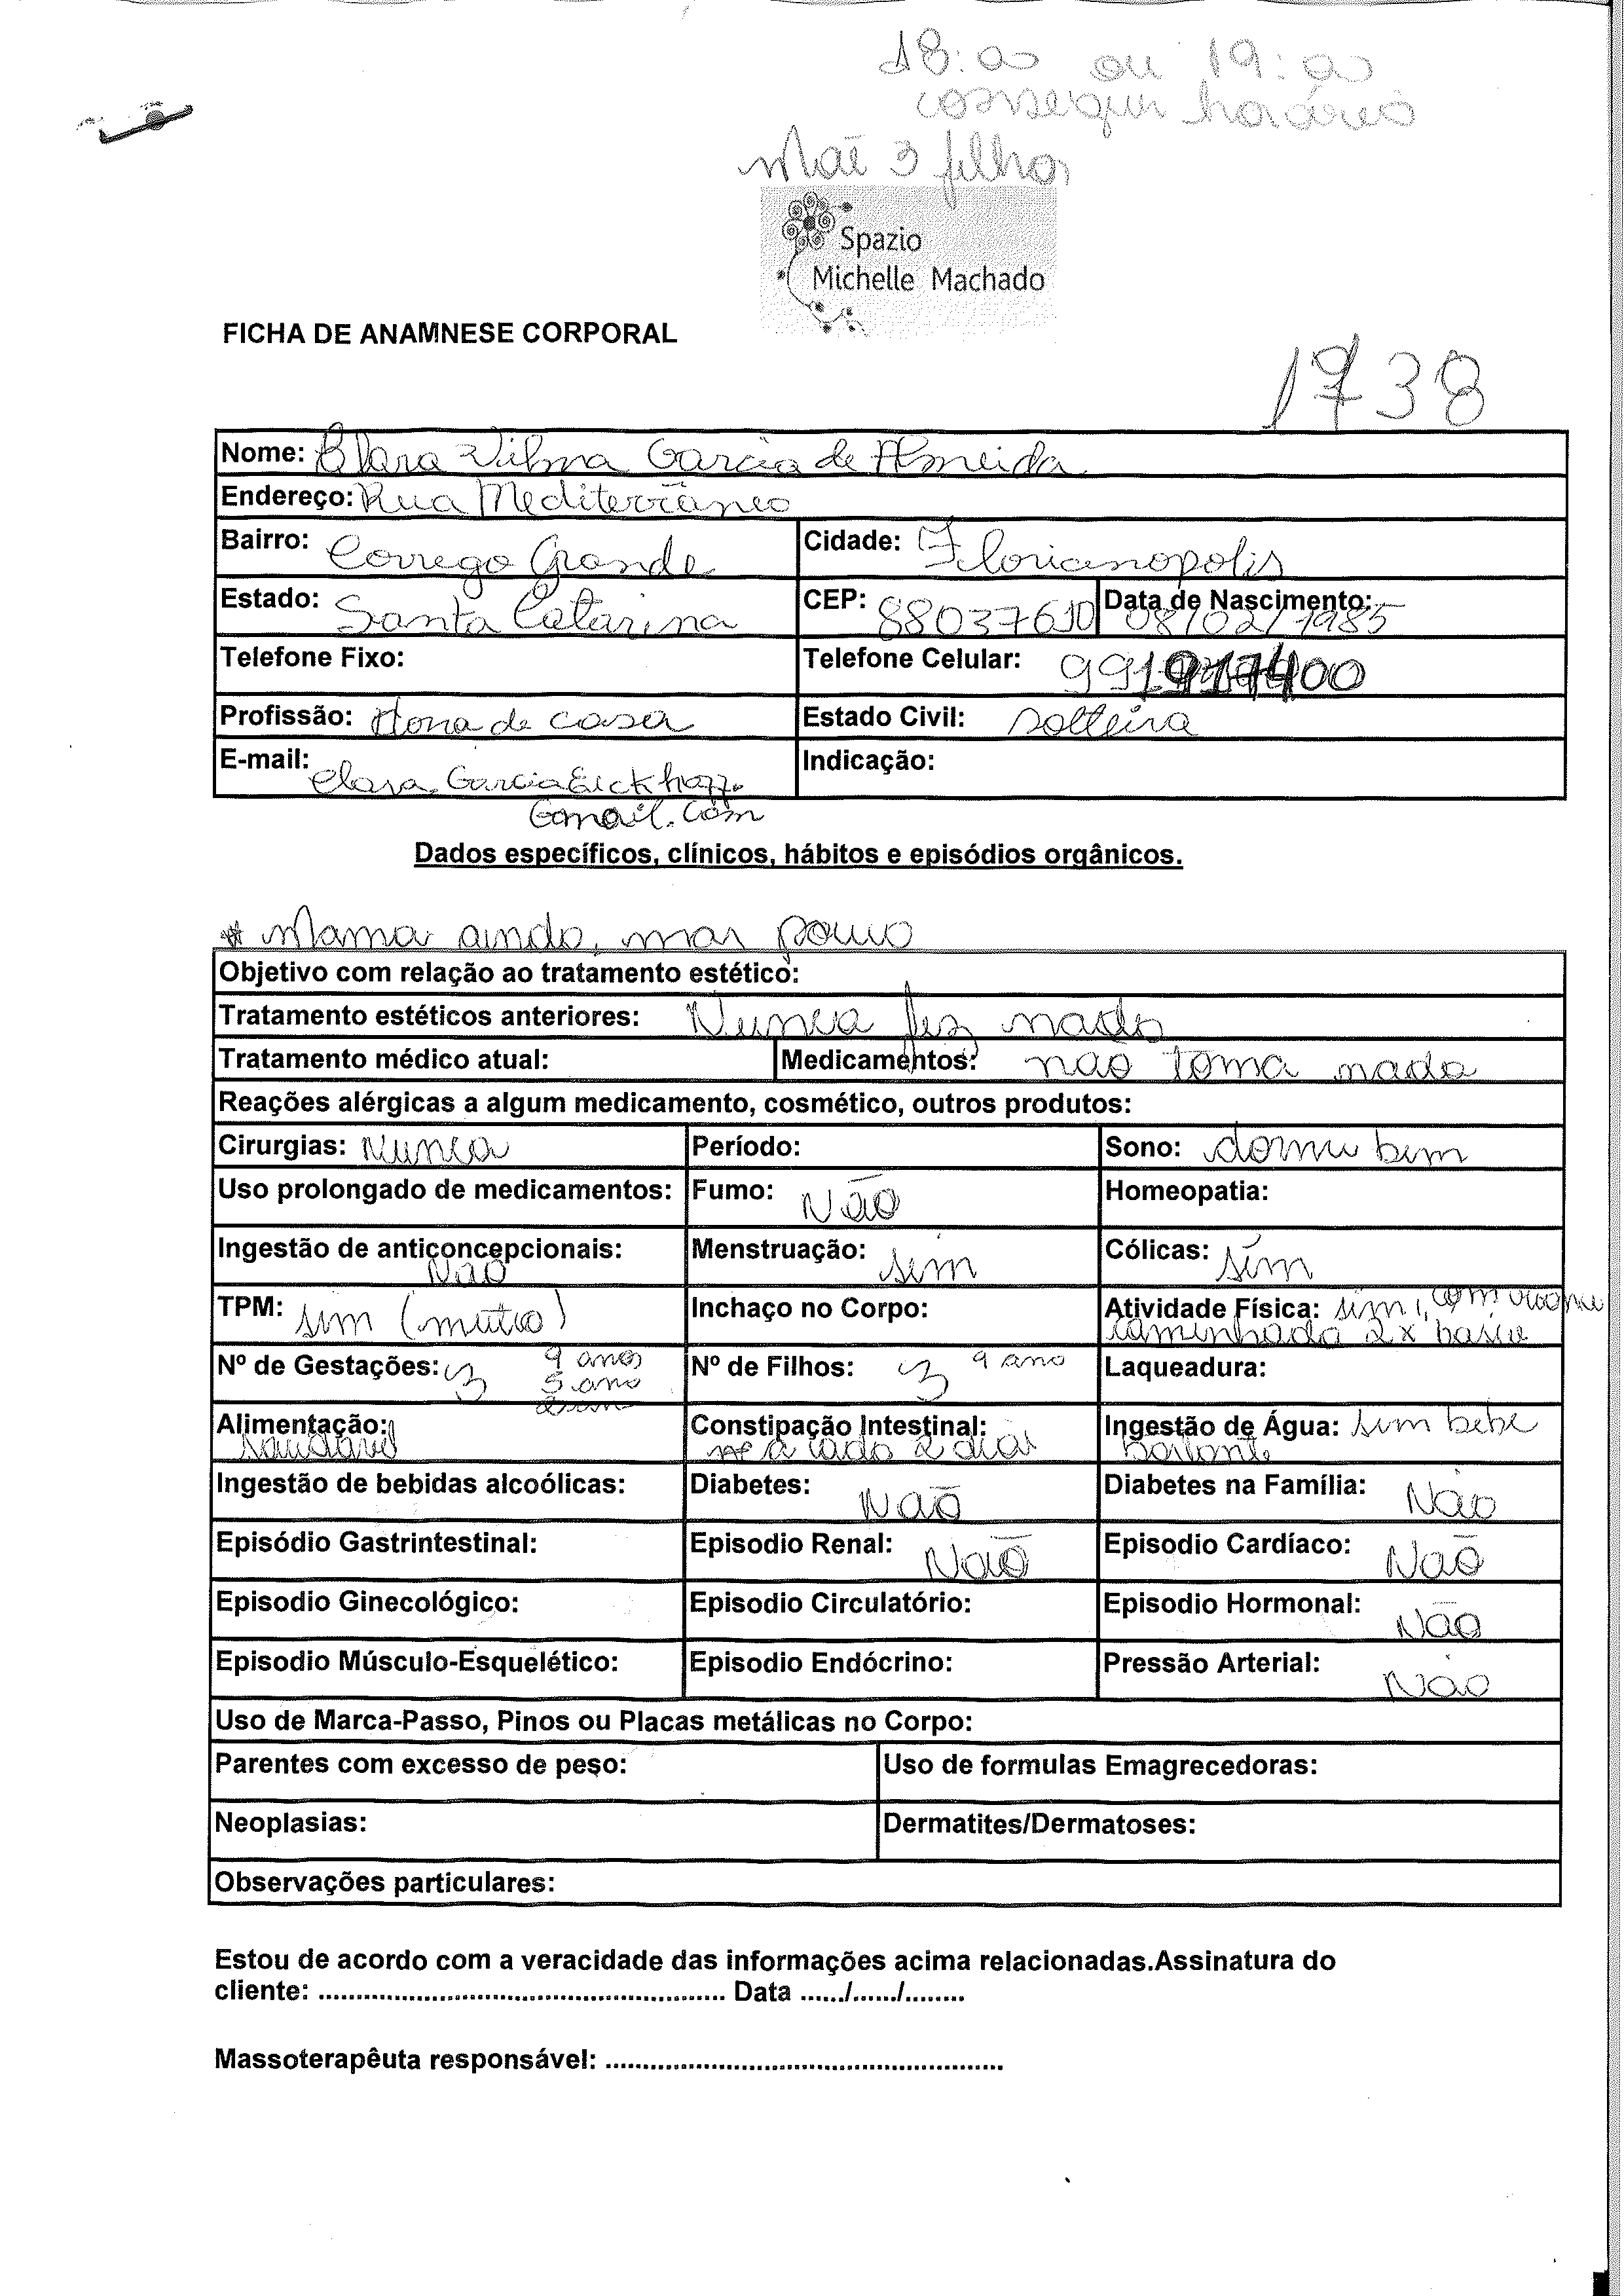 18:00 ou 19:00
consegui horário
Mãe 3 filhos
Spazio
Michelle Machado
FICHA DE ANAMNESE CORPORAL
1738
Nome: Clara Vilma Garcia de Almeida
Endereço: Rua Mediterrâneo
Bairro: Corrego Grande Cidade: Florianopolis
Estado: Santa Catarina CEP: 88037610 Data de Nascimento: 08/02/1985
Telefone Fixo: Telefone Celular: 991917400
Profissão: Dona de casa Estado Civil: solteira
E-mail: clara.GarciaEickhoff.
Gmail.com Indicação:
Dados específicos, clínicos, hábitos e episódios orgânicos.
* Mama ainda, mas pouco
Objetivo com relação ao tratamento estético:
Tratamento estéticos anteriores: Nunca fez nada
Tratamento médico atual: Medicamentos: não toma nada
Reações alérgicas a algum medicamento, cosmético, outros produtos:
Cirurgias: Nunca Período: Sono: dorme bem
Uso prolongado de medicamentos: Fumo: Não Homeopatia:
Ingestão de anticoncepcionais: Não Menstruação: sim Cólicas: sim
TPM: sim (muito) Inchaço no Corpo: Atividade Física: sim, com
caminhada 2x
Nº de Gestações: 3 9 anos Nº de Filhos: 3 9 ano Laqueadura:
5 ano
Alimentação: saudável Constipação Intestinal: a cada 2 dias Ingestão de Água: sim bebe
bastante
Ingestão de bebidas alcoólicas: Diabetes: Não Diabetes na Família: Não
Episódio Gastrintestinal: Episodio Renal: Não Episodio Cardíaco: Não
Episodio Ginecológico: Episodio Circulatório: Episodio Hormonal: Não
Episodio Músculo-Esquelético: Episodio Endócrino: Pressão Arterial: Não
Uso de Marca-Passo, Pinos ou Placas metálicas no Corpo:
Parentes com excesso de peso: Uso de formulas Emagrecedoras:
Neoplasias: Dermatites/Dermatoses:
Observações particulares:
Estou de acordo com a veracidade das informações acima relacionadas.Assinatura do
cliente: ..................................................... Data ....../....../........
Massoterapêuta responsável: .....................................................